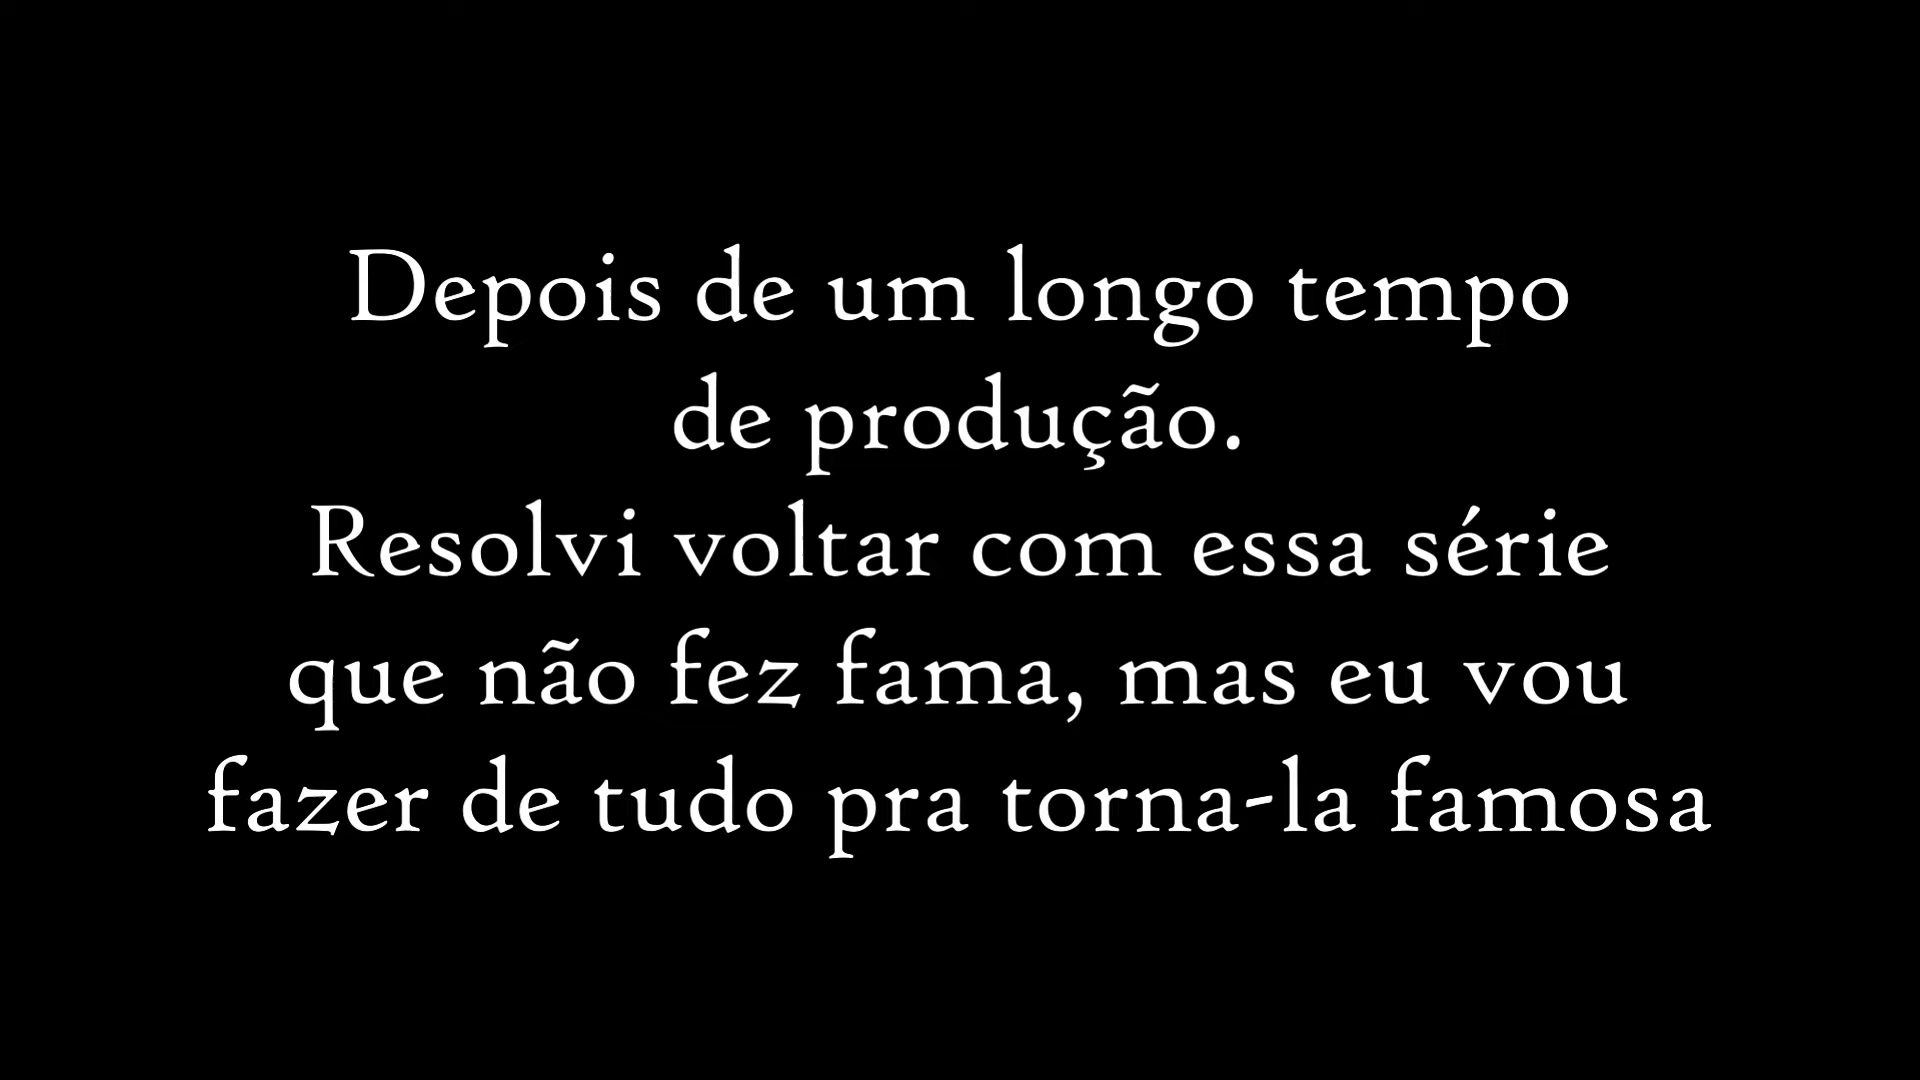 Depois de um longo tempo
de produção.
Resolvi voltar com essa série
que não fez fama, mas eu vou
fazer de tudo pra torna-la famosa